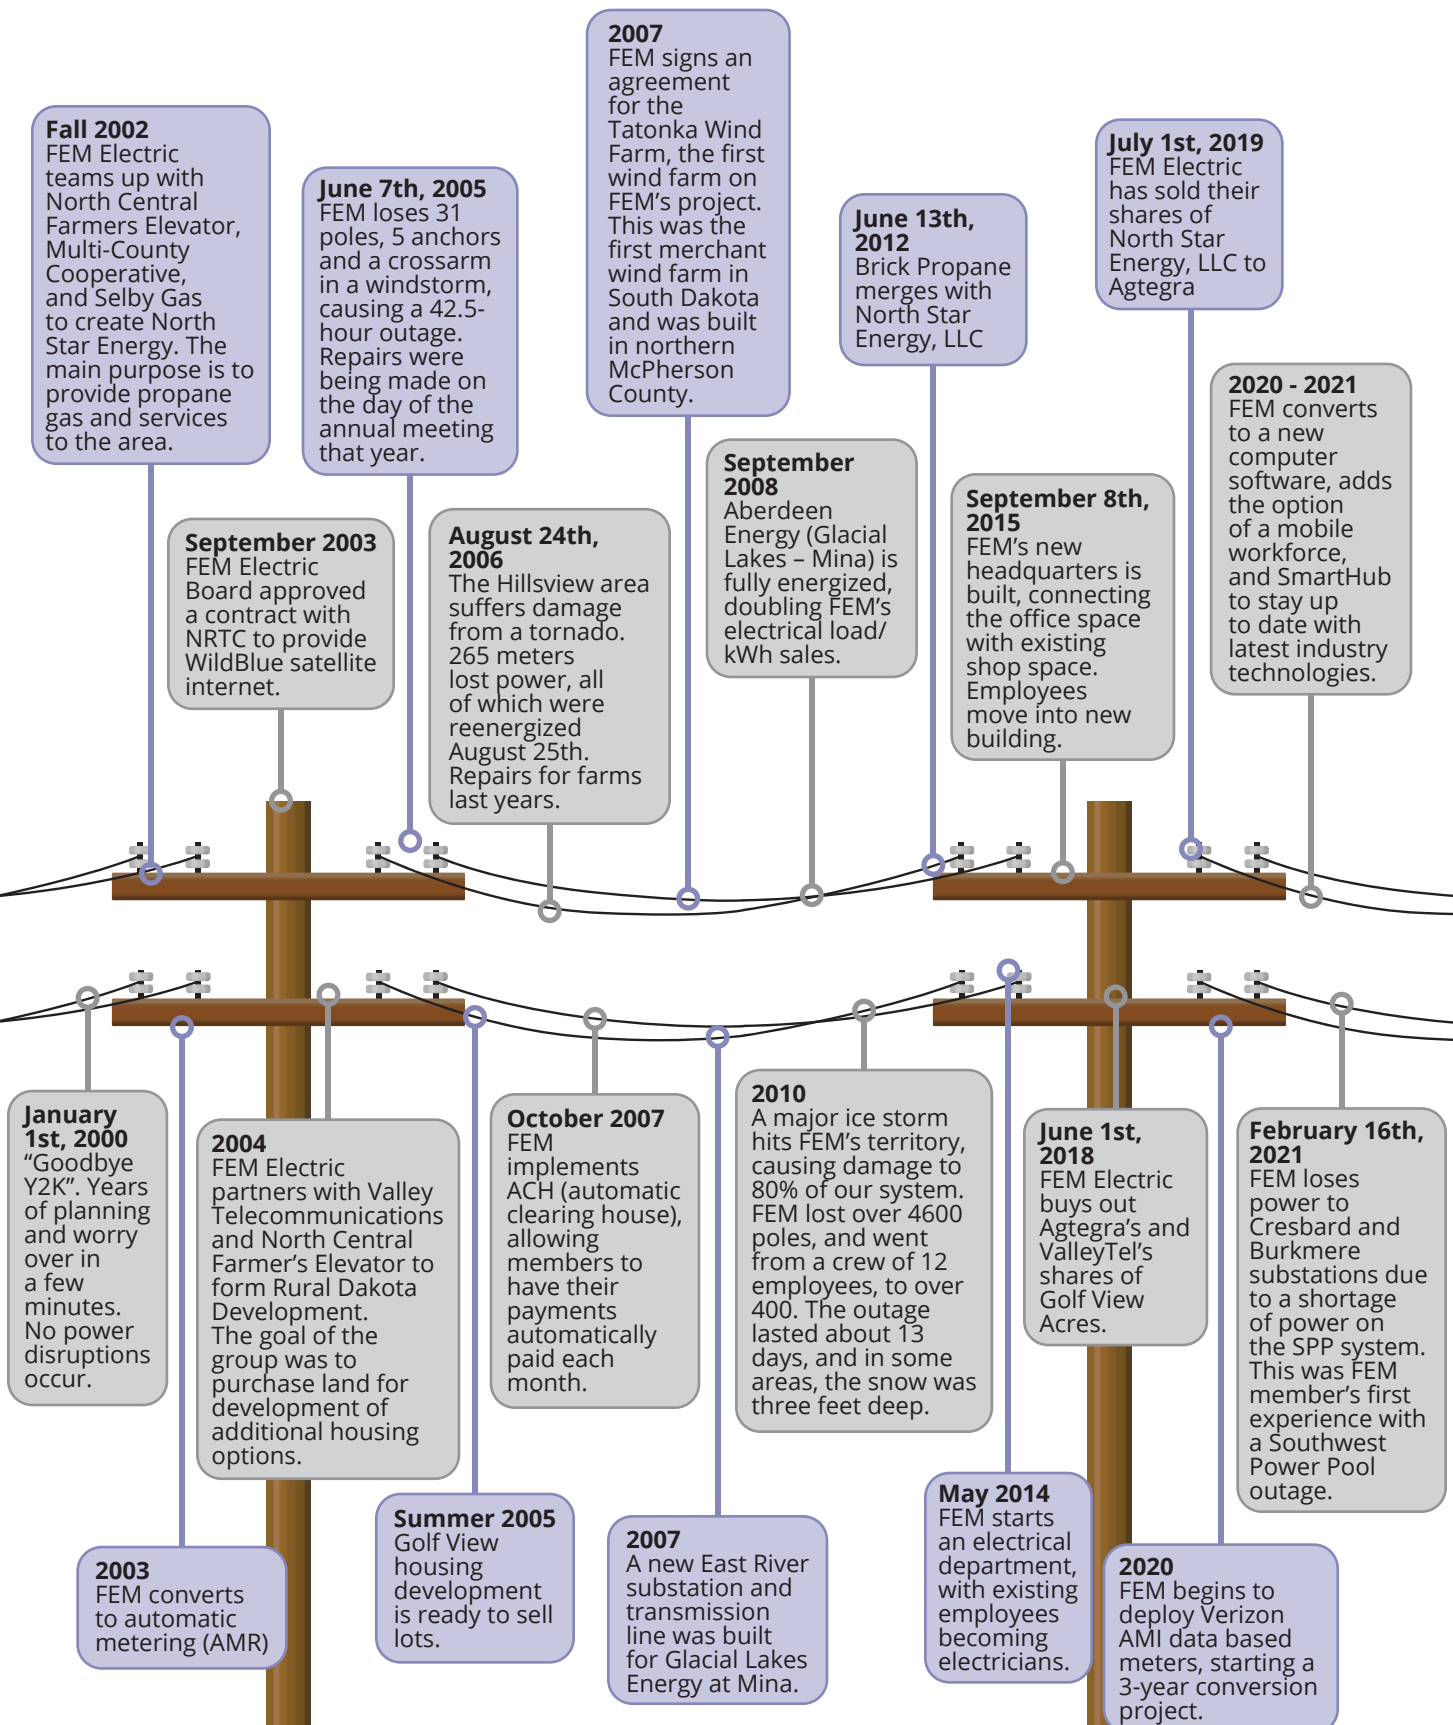 Fall 2002
FEM Electric
teams up with
North Central
Farmers Elevator,
Multi-County
Cooperative,
and Selby Gas
to create North
Star Energy. The
main purpose is to
provide propane
gas and services
to the area.
September 2003
FEM Electric
Board approved
a contract with
NRTC to provide
WildBlue satellite
internet.
June 7th, 2005
FEM loses 31
poles, 5 anchors
and a crossarm
in a windstorm,
causing a 42.5-
hour outage.
Repairs were
being made on
the day of the
annual meeting
that year.
August 24th,
2006
The Hillsview area
suffers damage
from a tornado.
265 meters
lost power, all
of which were
reenergized
August 25th.
Repairs for farms
last years.
2007
FEM signs an
agreement
for the
Tatonka Wind
Farm, the first
wind farm on
FEM's project.
This was the
first merchant
wind farm in
South Dakota
and was built
in northern
McPherson
County.
September
2008
Aberdeen
Energy (Glacial
Lakes – Mina) is
fully energized,
doubling FEM's
electrical load/
kWh sales.
June 13th,
2012
Brick Propane
merges with
North Star
Energy, LLC
September 8th,
2015
FEM's new
headquarters is
built, connecting
the office space
with existing
shop space.
Employees
move into new
building.
July 1st, 2019
FEM Electric
has sold their
shares of
North Star
Energy, LLC to
Agtegra
2020 - 2021
FEM converts
to a new
computer
software, adds
the option
of a mobile
workforce,
and SmartHub
to stay up
to date with
latest industry
technologies.
January
1st, 2000
“Goodbye
Y2K”. Years
of planning
and worry
over in
a few
minutes.
No power
disruptions
occur.
2003
FEM converts
to automatic
metering (AMR)
2004
FEM Electric
partners with Valley
Telecommunications
and North Central
Farmer's Elevator to
form Rural Dakota
Development.
The goal of the
group was to
purchase land for
development of
additional housing
options.
Summer 2005
Golf View
housing
development
is ready to sell
lots.
October 2007
FEM
implements
ACH (automatic
clearing house),
allowing
members to
have their
payments
automatically
paid each
month.
2007
A new East River
substation and
transmission
line was built
for Glacial Lakes
Energy at Mina.
2010
A major ice storm
hits FEM's territory,
causing damage to
80% of our system.
FEM lost over 4600
poles, and went
from a crew of 12
employees, to over
400. The outage
lasted about 13
days, and in some
areas, the snow was
three feet deep.
May 2014
FEM starts
an electrical
department,
with existing
employees
becoming
electricians.
June 1st,
2018
FEM Electric
buys out
Agtegra's and
ValleyTel's
shares of
Golf View
Acres.
2020
FEM begins to
deploy Verizon
AMI data based
meters, starting a
3-year conversion
project.
February 16th,
2021
FEM loses
power to
Cresbard and
Burkmere
substations due
to a shortage
of power on
the SPP system.
This was FEM
member's first
experience with
a Southwest
Power Pool
outage.